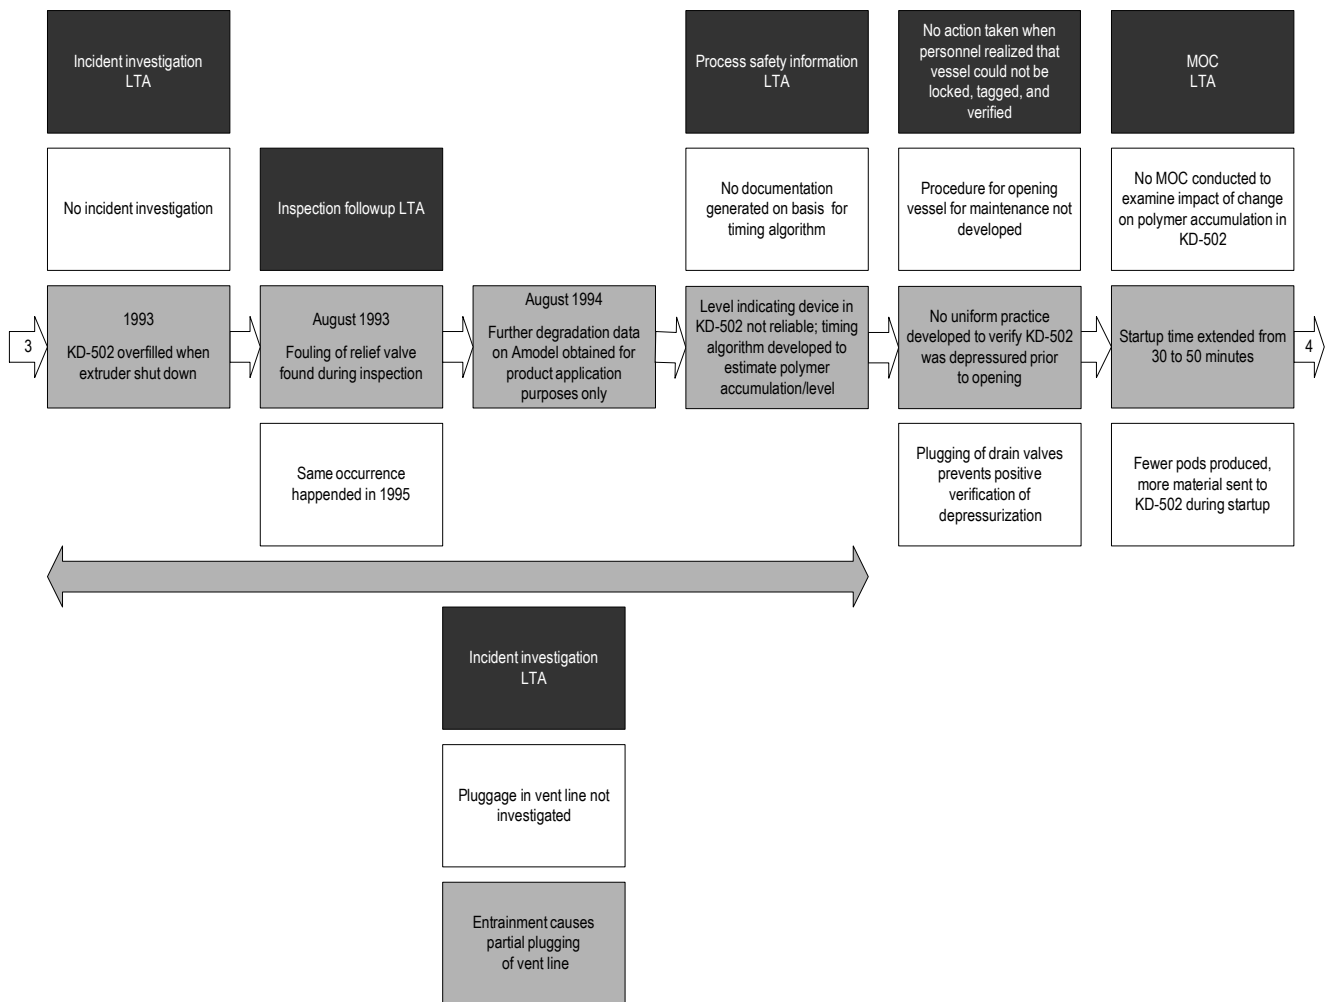 Incident investigation
LTA
Process safety information
LTA
No action taken when
personnel realized that
vessel could not be
locked, tagged, and
verified
MOC
LTA
No incident investigation
Inspection followup LTA
No documentation
generated on basis for
timing algorithm
Procedure for opening
vessel for maintenance not
developed
No MOC conducted to
examine impact of change
on polymer accumulation in
KD-502
3
1993
KD-502 overfilled when
extruder shut down
August 1993
Fouling of relief valve
found during inspection
August 1994
Further degradation data
on Amodel obtained for
product application
purposes only
Level indicating device in
KD-502 not reliable; timing
algorithm developed to
estimate polymer
accumulation/level
No uniform practice
developed to verify KD-502
was depressured prior
to opening
Startup time extended from
30 to 50 minutes
4
Same occurrence
happended in 1995
Plugging of drain valves
prevents positive
verification of
depressurization
Fewer pods produced,
more material sent to
KD-502 during startup
Incident investigation
LTA
Pluggage in vent line not
investigated
Entrainment causes
partial plugging
of vent line